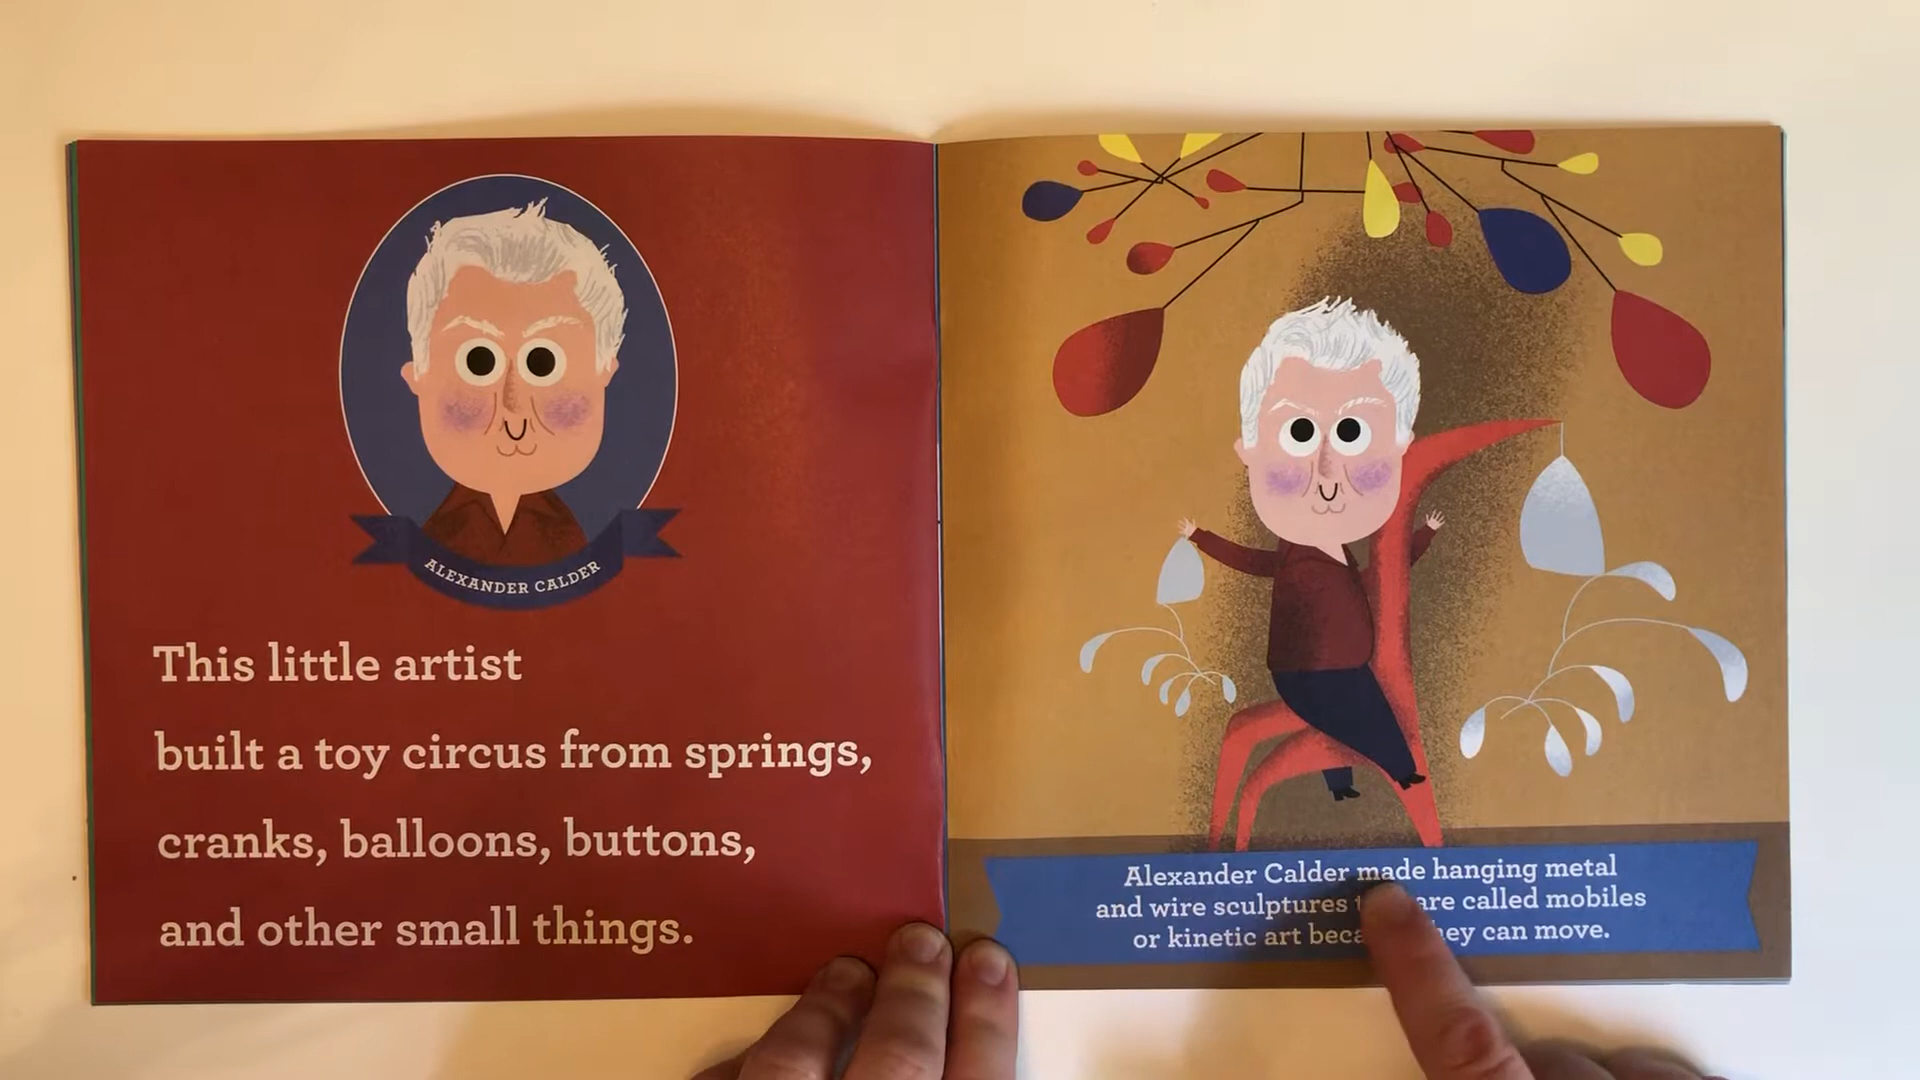 ALEXANDER CALDER
This little artist
built a toy circus from springs,
cranks, balloons, buttons,
and other small things.
Alexander Calder made hanging metal
and wire sculptures are called mobiles
or kinetic art they can move.